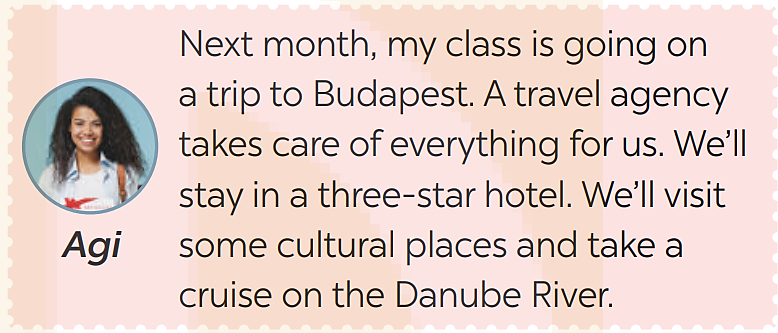 Next month, my class is going on
a trip to Budapest. A travel agency
takes care of everything for us. We'll
stay in a three-star hotel. We'll visit
some cultural places and take a
cruise on the Danube River.
Agi